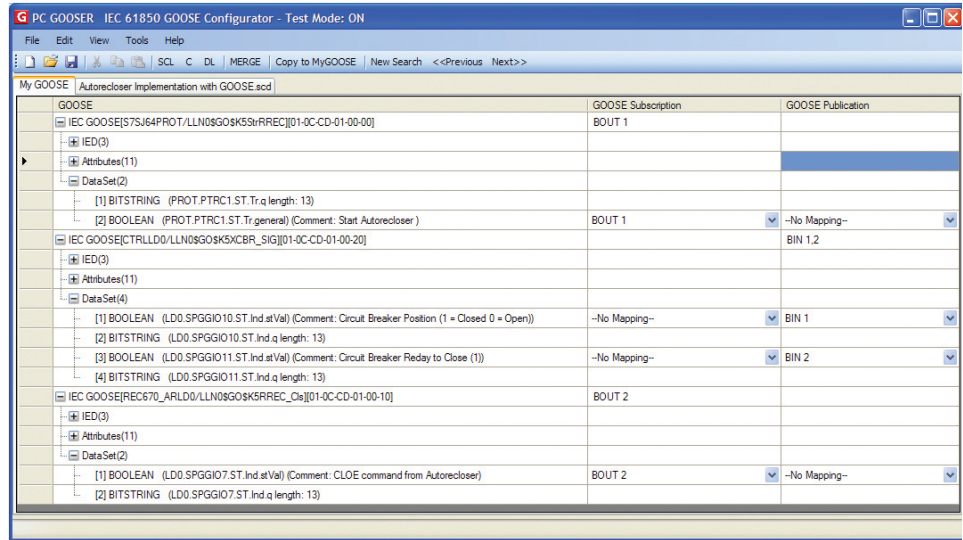 G PC GOOSER IEC 61850 GOOSE Configurator - Test Mode: ON
File Edit View Tools Help
SCL C DL MERGE Copy to MyGOOSE New Search <<Previous Next>>
My GOOSE Autorecloser Implementation with GOOSE.scd
GOOSE GOOSE Subscription GOOSE Publication
IEC GOOSE[S7SJ64PROT/LLN0$GO$K5StrRREC][01-0C-CD-01-00-00] BOUT 1
IED(3)
Attributes(11)
DataSet(2)
[1] BITSTRING (PROT.PTRC1.ST.Tr.q length: 13)
[2] BOOLEAN (PROT.PTRC1.ST.Tr.general) (Comment: Start Autorecloser ) BOUT 1 --No Mapping--
IEC GOOSE[CTRLLD0/LLN0$GO$K5XCBR_SIG][01-0C-CD-01-00-20] BIN 1,2
IED(3)
Attributes(11)
DataSet(4)
[1] BOOLEAN (LD0.SPGGIO10.ST.Ind.stVal) (Comment: Circuit Breaker Position (1 = Closed 0 = Open)) --No Mapping-- BIN 1
[2] BITSTRING (LD0.SPGGIO10.ST.Ind.q length: 13)
[3] BOOLEAN (LD0.SPGGIO11.ST.Ind.stVal) (Comment: Circuit Breaker Reday to Close (1)) --No Mapping-- BIN 2
[4] BITSTRING (LD0.SPGGIO11.ST.Ind.q length: 13)
IEC GOOSE[REC670_ARLD0/LLN0$GO$K5RREC_Cls][01-0C-CD-01-00-10] BOUT 2
IED(3)
Attributes(11)
DataSet(2)
[1] BOOLEAN (LD0.SPGGIO7.ST.Ind.stVal) (Comment: CLOE command from Autorecloser) BOUT 2 --No Mapping--
[2] BITSTRING (LD0.SPGGIO7.ST.Ind.q length: 13)